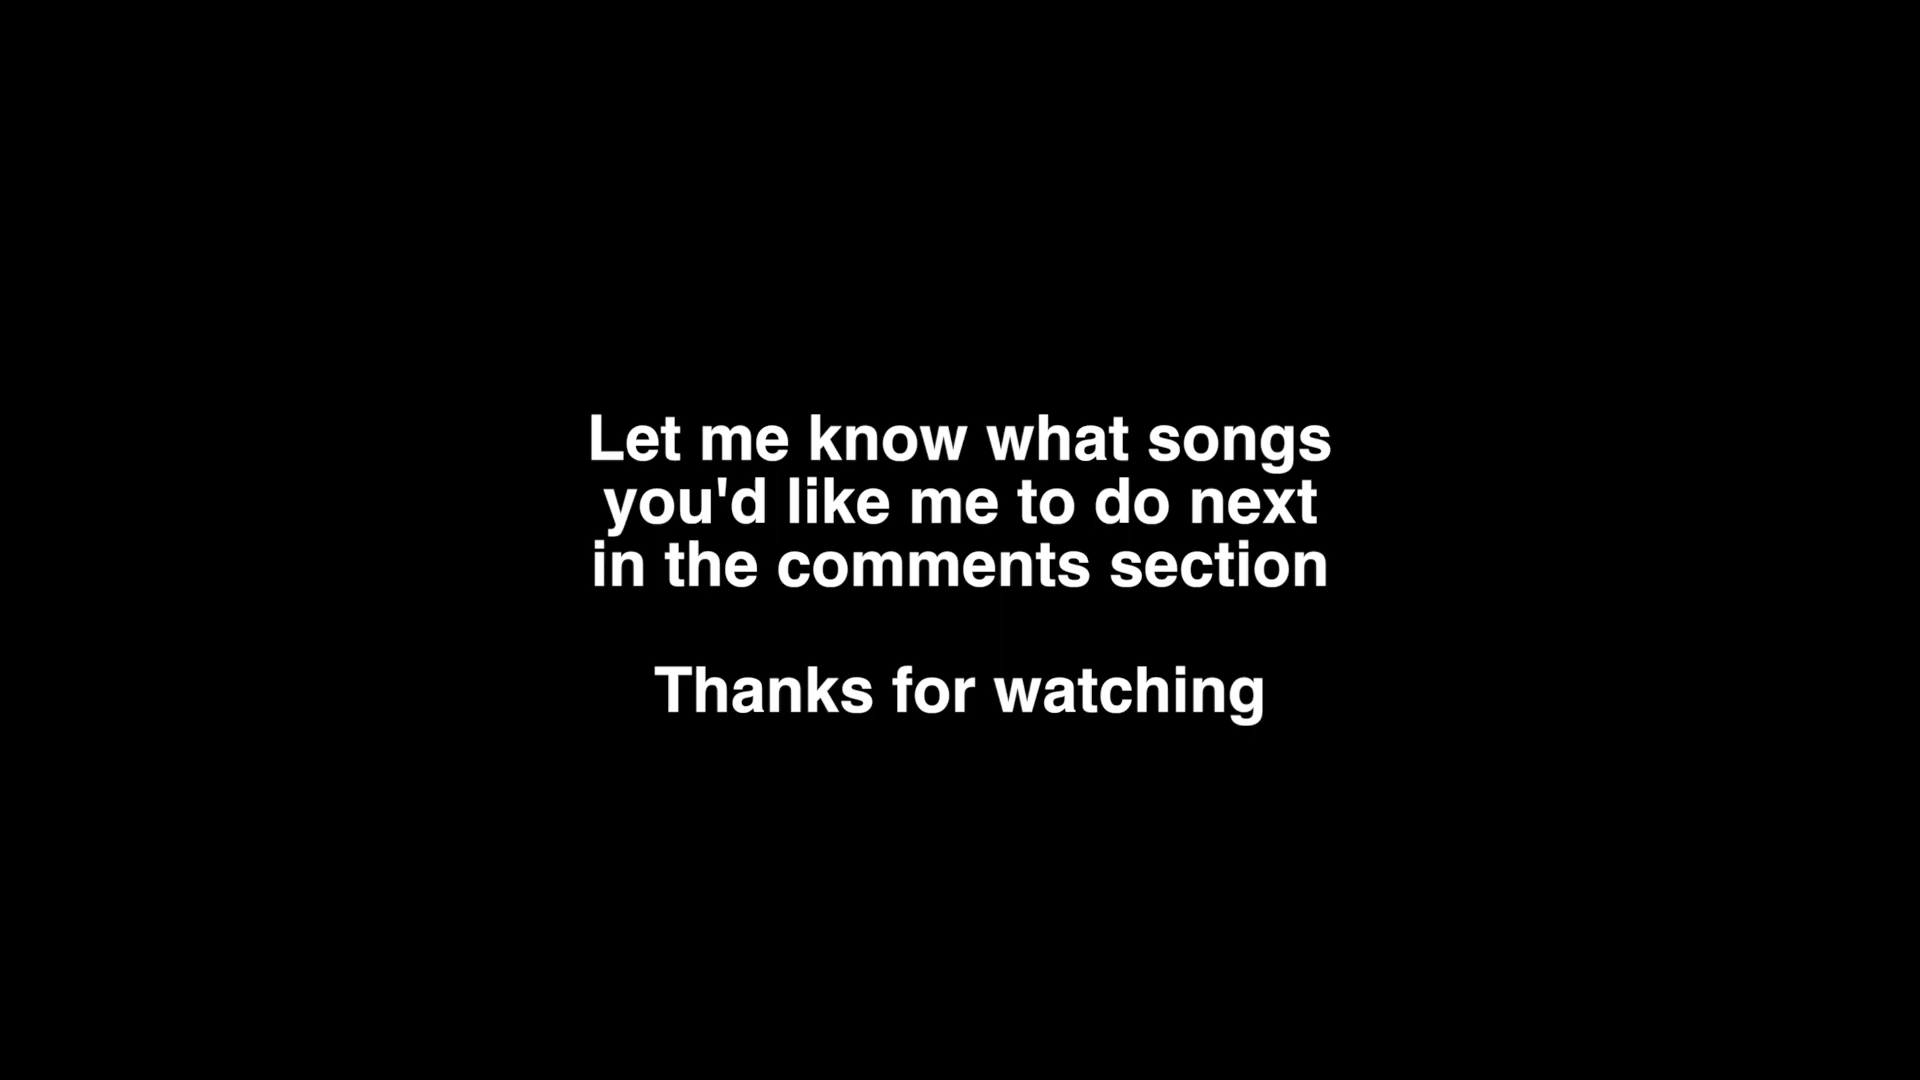 Let me know what songs
you'd like me to do next
in the comments section
Thanks for watching